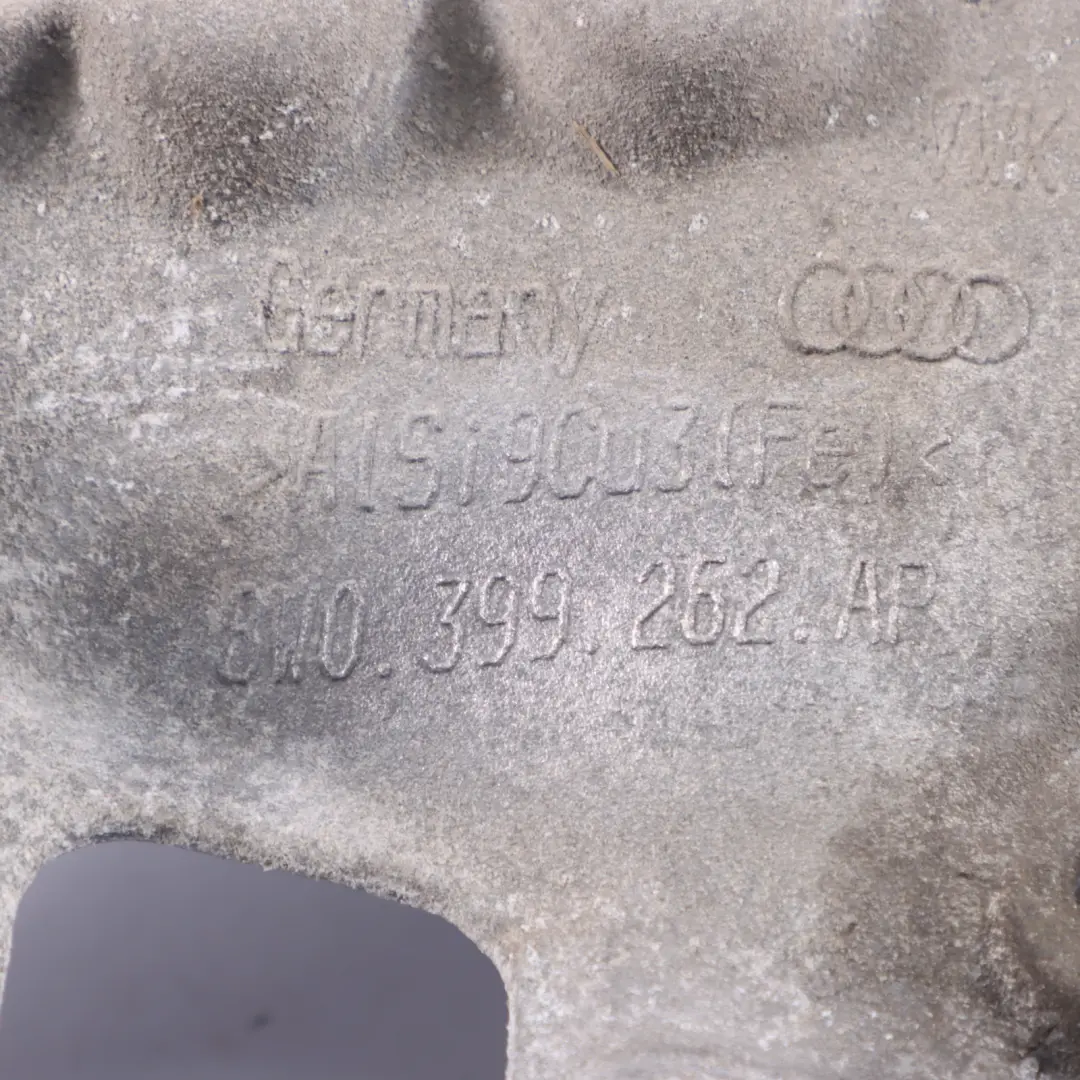 Germany
>AlSi9Cu3(Fe)<
8W0.399.262.AP